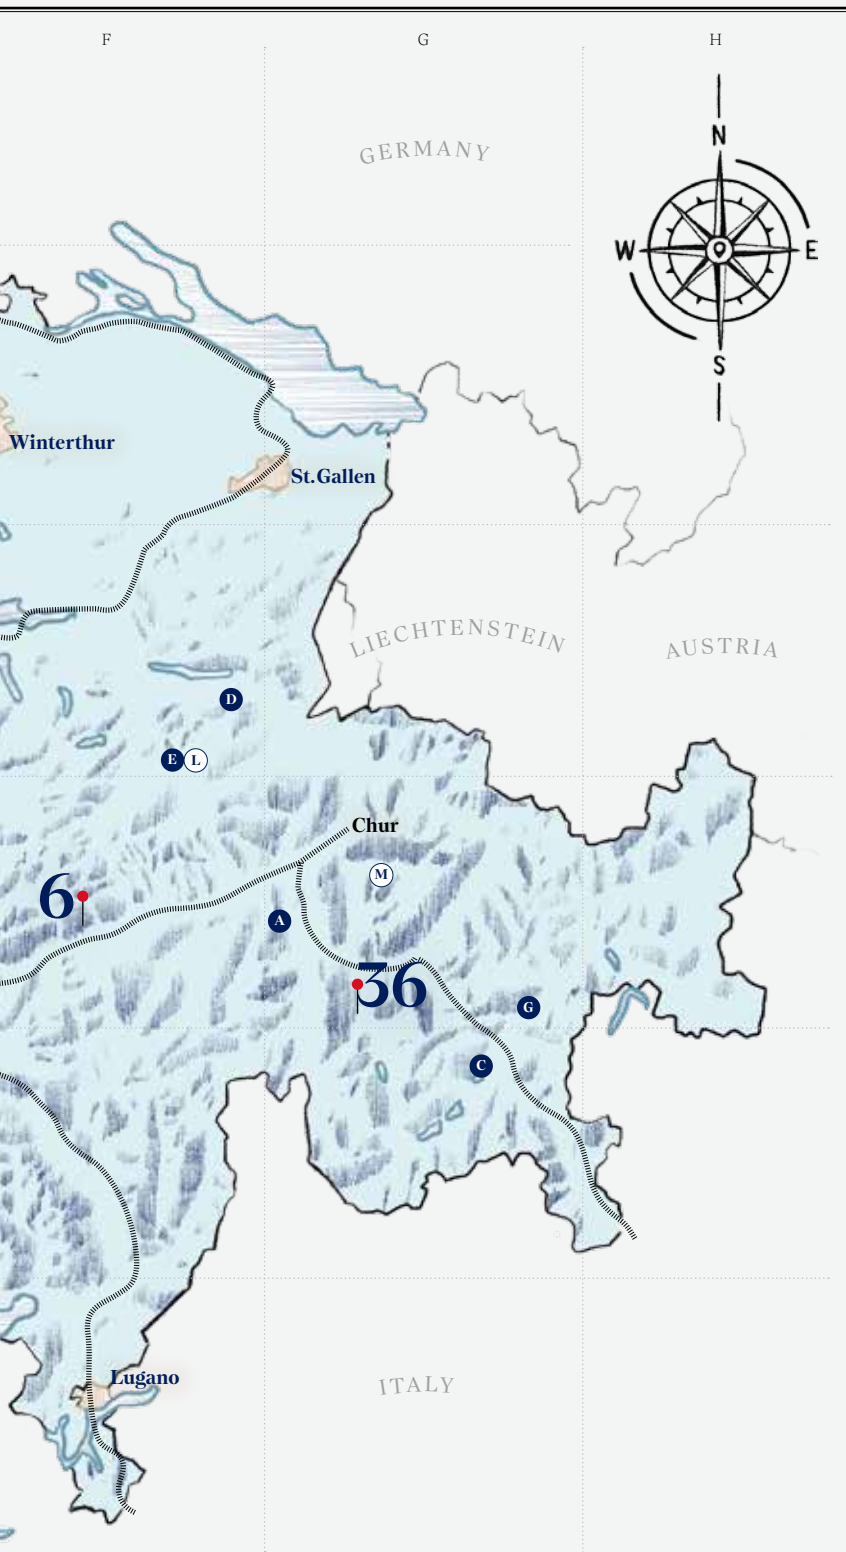 F
G
H
GERMANY
N
W
E
S
Winterthur
St.Gallen
LIECHTENSTEIN
AUSTRIA
D
E
L
Chur
M
6
A
36
G
C
Lugano
ITALY